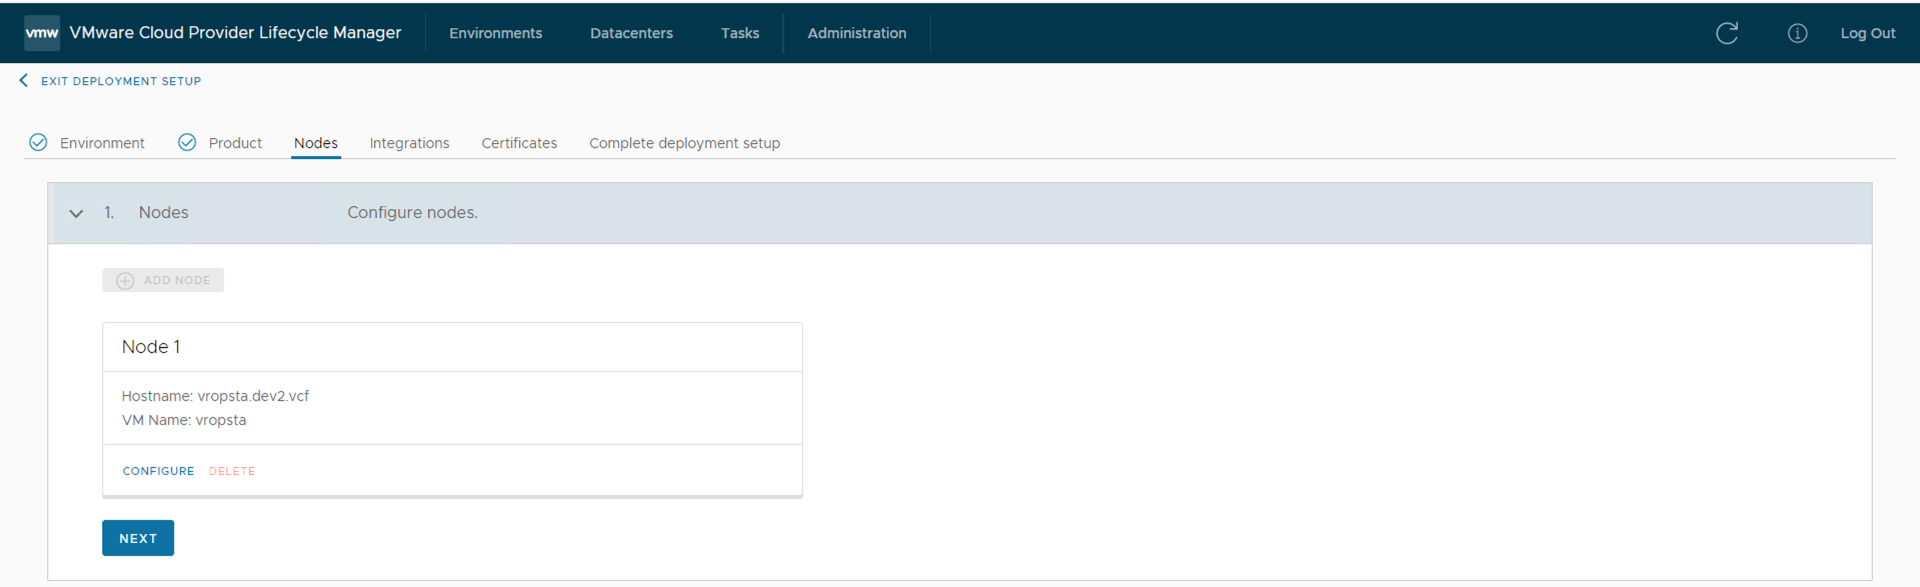 vmw VMware Cloud Provider Lifecycle Manager Environments Datacenters Tasks Administration Log Out
EXIT DEPLOYMENT SETUP
Environment Product Nodes Integrations Certificates Complete deployment setup
1. Nodes Configure nodes.
ADD NODE
Node 1
Hostname: vropsta.dev2.vcf
VM Name: vropsta
CONFIGURE DELETE
NEXT